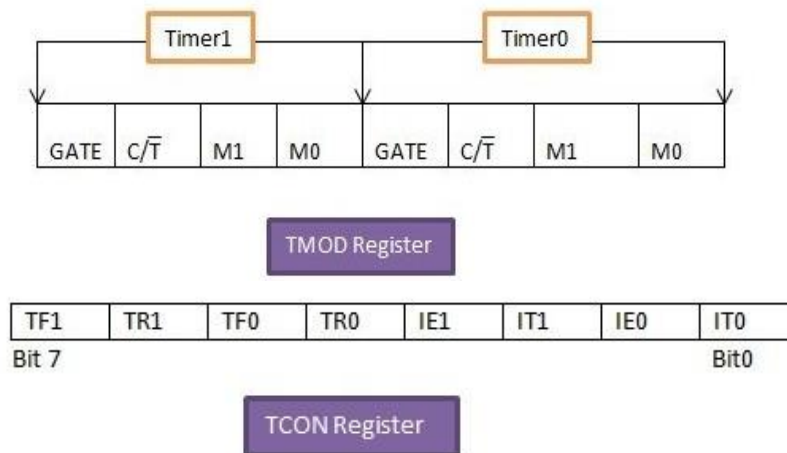 Timer1 Timer0
GATE C/T̅ M1 M0 GATE C/T̅ M1 M0
TMOD Register
TF1 TR1 TF0 TR0 IE1 IT1 IE0 IT0
Bit 7 Bit0
TCON Register